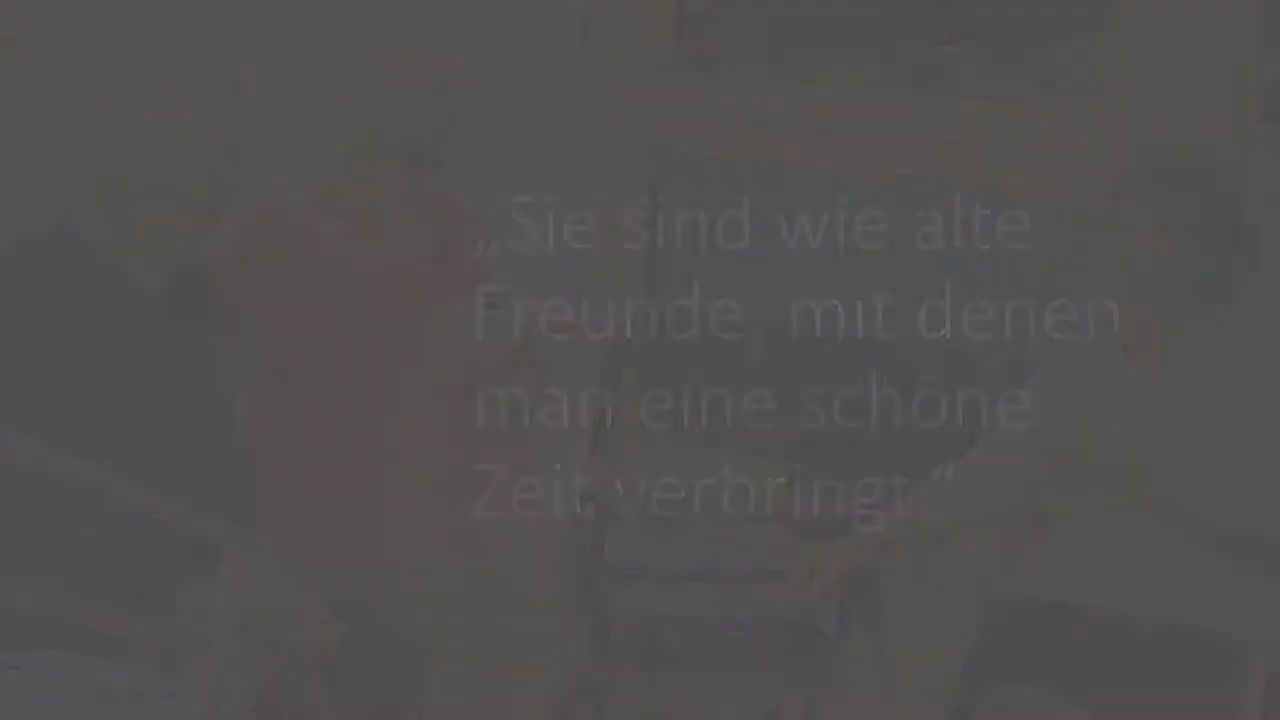 „Sie sind wie alte
Freunde, mit denen
man eine schöne
Zeit verbringt.“